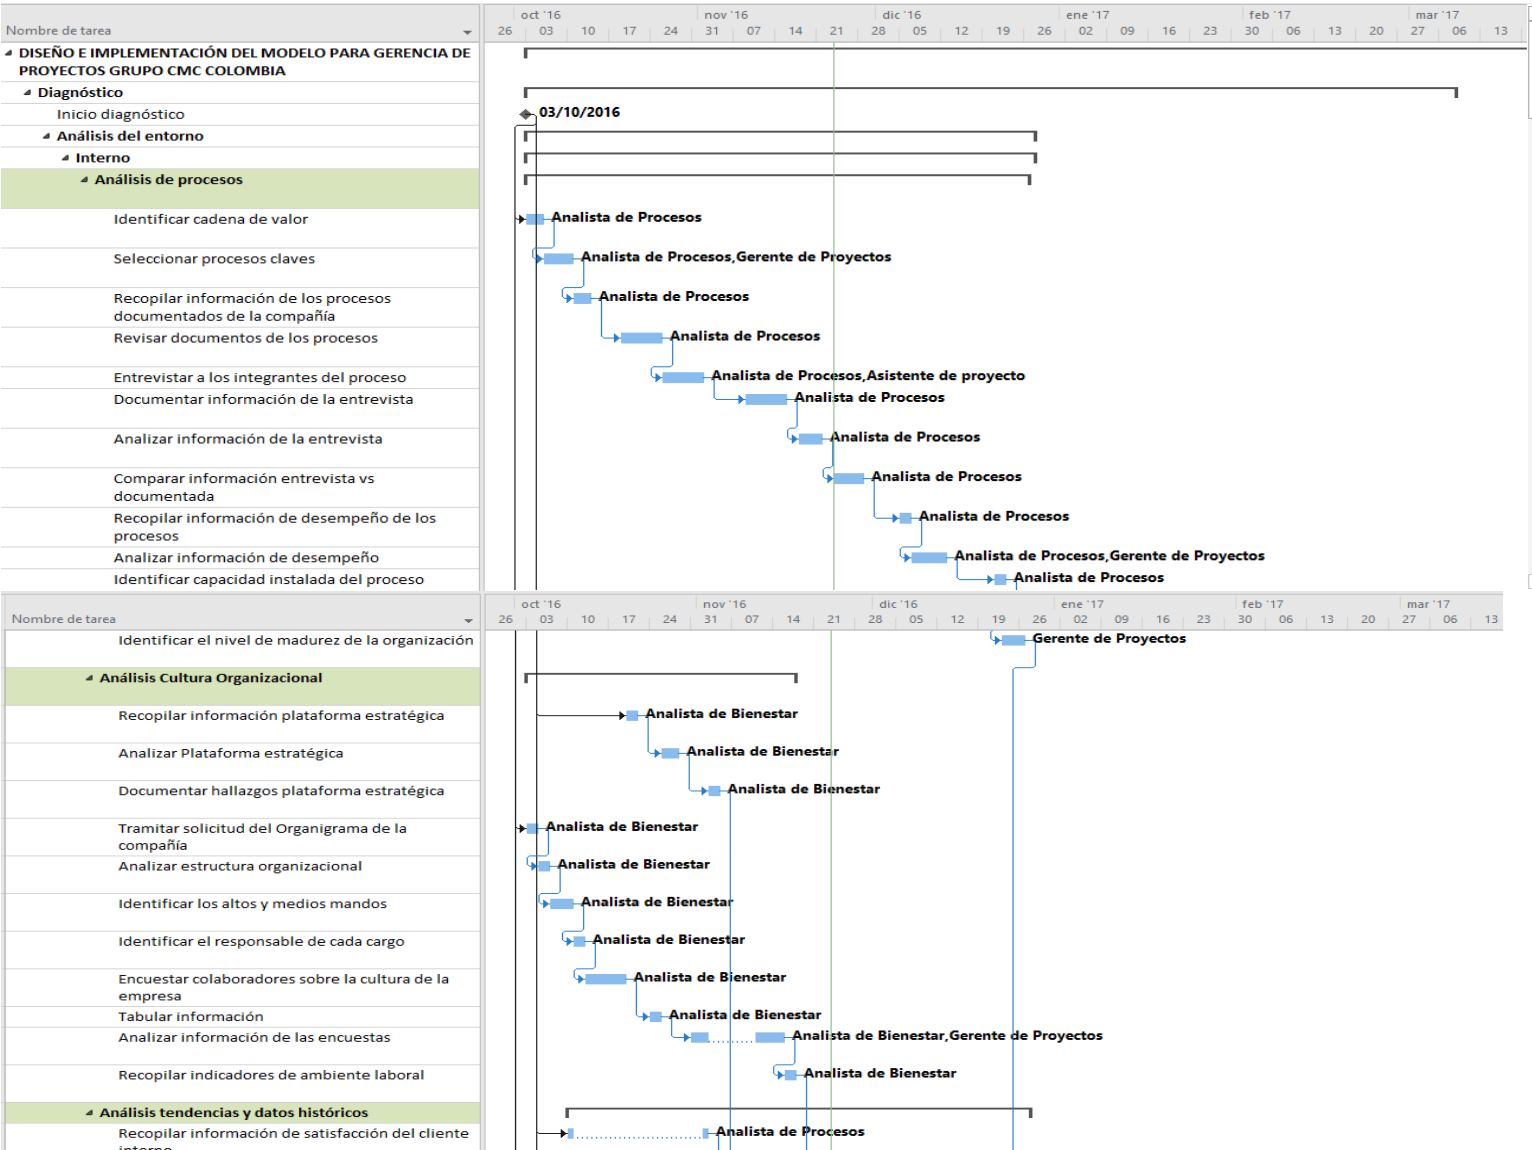 oct '16 nov '16 dic '16 ene '17 feb '17 mar '17
Nombre de tarea 26 03 10 17 24 31 07 14 21 28 05 12 19 26 02 09 16 23 30 06 13 20 27 06 13
DISEÑO E IMPLEMENTACIÓN DEL MODELO PARA GERENCIA DE
PROYECTOS GRUPO CMC COLOMBIA
Diagnóstico
Inicio diagnóstico 03/10/2016
Análisis del entorno
Interno
Análisis de procesos
Identificar cadena de valor Analista de Procesos
Seleccionar procesos claves Analista de Procesos,Gerente de Proyectos
Recopilar información de los procesos Analista de Procesos
documentados de la compañía
Revisar documentos de los procesos Analista de Procesos
Entrevistar a los integrantes del proceso Analista de Procesos,Asistente de proyecto
Documentar información de la entrevista Analista de Procesos
Analizar información de la entrevista Analista de Procesos
Comparar información entrevista vs Analista de Procesos
documentada
Recopilar información de desempeño de los Analista de Procesos
procesos
Analizar información de desempeño Analista de Procesos,Gerente de Proyectos
Identificar capacidad instalada del proceso Analista de Procesos
oct '16 nov '16 dic '16 ene '17 feb '17 mar '17
Nombre de tarea 26 03 10 17 24 31 07 14 21 28 05 12 19 26 02 09 16 23 30 06 13 20 27 06 13
Identificar el nivel de madurez de la organización Gerente de Proyectos
Análisis Cultura Organizacional
Recopilar información plataforma estratégica Analista de Bienestar
Analizar Plataforma estratégica Analista de Bienestar
Documentar hallazgos plataforma estratégica Analista de Bienestar
Tramitar solicitud del Organigrama de la Analista de Bienestar
compañía
Analizar estructura organizacional Analista de Bienestar
Identificar los altos y medios mandos Analista de Bienestar
Identificar el responsable de cada cargo Analista de Bienestar
Encuestar colaboradores sobre la cultura de la Analista de Bienestar
empresa
Tabular información Analista de Bienestar
Analizar información de las encuestas Analista de Bienestar,Gerente de Proyectos
Recopilar indicadores de ambiente laboral Analista de Bienestar
Análisis tendencias y datos históricos
Recopilar información de satisfacción del cliente Analista de Procesos